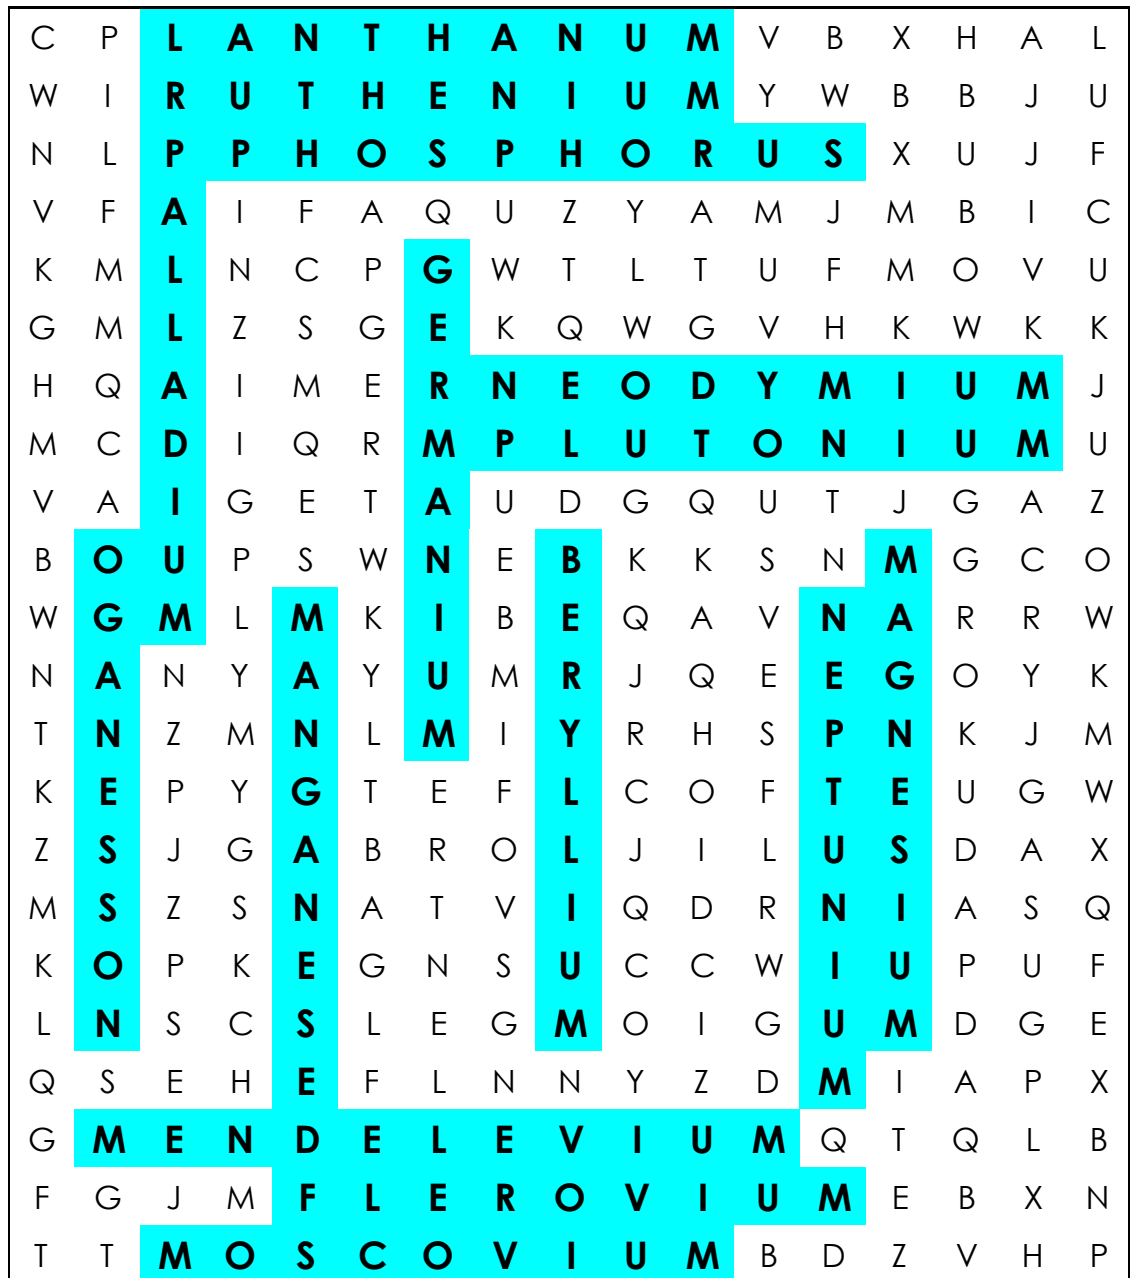 C P L A N T H A N U M V B X H A L
W I R U T H E N I U M Y W B B J U
N L P P H O S P H O R U S X U J F
V F A I F A Q U Z Y A M J M B I C
K M L N C P G W T L T U F M O V U
G M L Z S G E K Q W G V H K W K K
H Q A I M E R N E O D Y M I U M J
M C D I Q R M P L U T O N I U M U
V A I G E T A U D G Q U T J G A Z
B O U P S W N E B K K S N M G C O
W G M L M K I B E Q A V N A R R W
N A N Y A Y U M R J Q E E G O Y K
T N Z M N L M I Y R H S P N K J M
K E P Y G T E F L C O F T E U G W
Z S J G A B R O L J I L U S D A X
M S Z S N A T V I Q D R N I A S Q
K O P K E G N S U C C W I U P U F
L N S C S L E G M O I G U M D G E
Q S E H E F L N N Y Z D M I A P X
G M E N D E L E V I U M Q T Q L B
F G J M F L E R O V I U M E B X N
T T M O S C O V I U M B D Z V H P